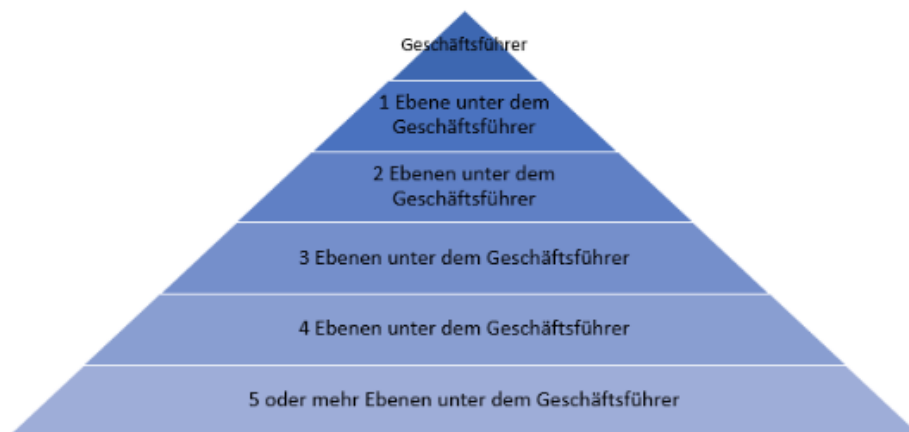 Geschäftsführer
1 Ebene unter dem
Geschäftsführer
2 Ebenen unter dem
Geschäftsführer
3 Ebenen unter dem Geschäftsführer
4 Ebenen unter dem Geschäftsführer
5 oder mehr Ebenen unter dem Geschäftsführer